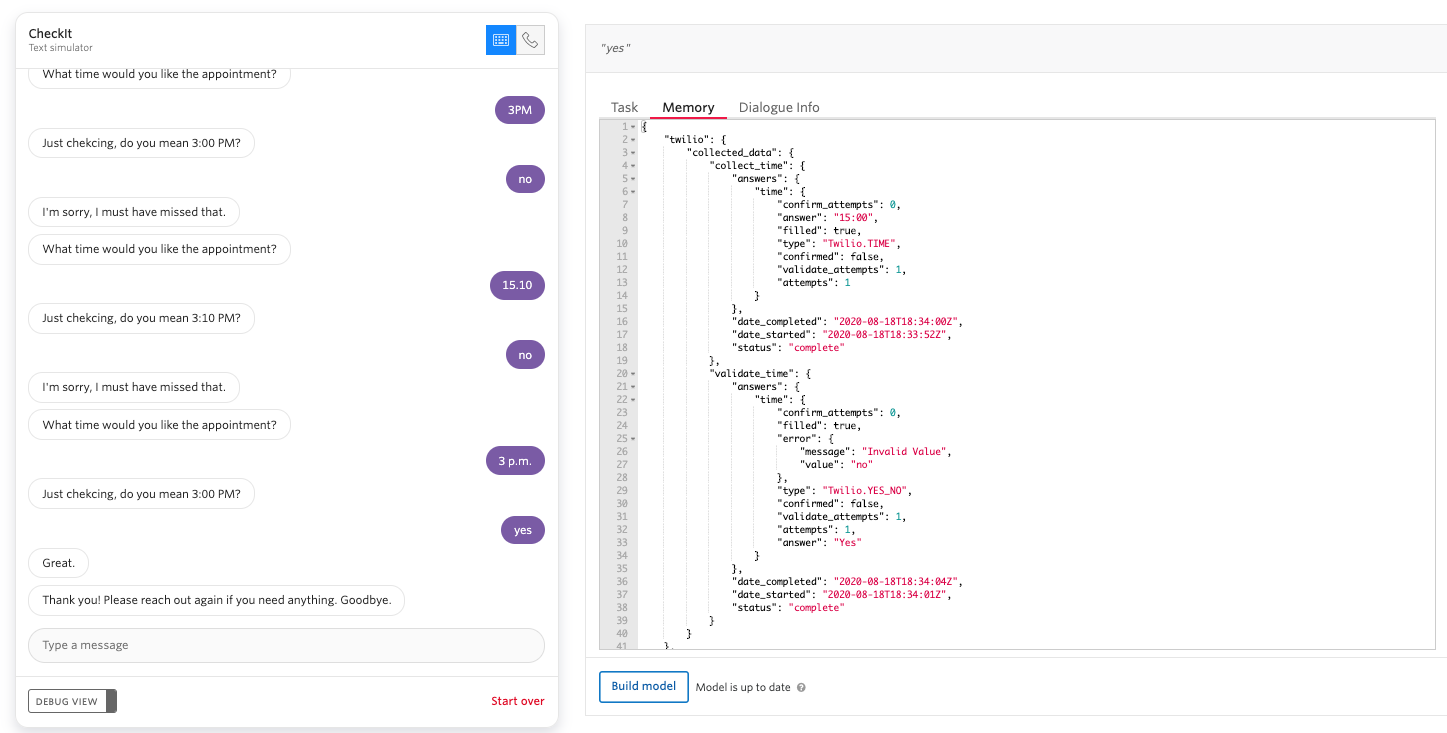 CheckIt
Text simulator
What time would you like the appointment?
3PM
Just chekcing, do you mean 3:00 PM?
no
I'm sorry, I must have missed that.
What time would you like the appointment?
15.10
Just chekcing, do you mean 3:10 PM?
no
I'm sorry, I must have missed that.
What time would you like the appointment?
3 p.m.
Just chekcing, do you mean 3:00 PM?
yes
Great.
Thank you! Please reach out again if you need anything. Goodbye.
Type a message
DEBUG VIEW
Start over
"yes"
Task Memory Dialogue Info
1 {
2 "twilio": {
3 "collected_data": {
4 "collect_time": {
5 "answers": {
6 "time": {
7 "confirm_attempts": 0,
8 "answer": "15:00",
9 "filled": true,
10 "type": "Twilio.TIME",
11 "confirmed": false,
12 "validate_attempts": 1,
13 "attempts": 1
14 }
15 },
16 "date_completed": "2020-08-18T18:34:00Z",
17 "date_started": "2020-08-18T18:33:52Z",
18 "status": "complete"
19 },
20 "validate_time": {
21 "answers": {
22 "time": {
23 "confirm_attempts": 0,
24 "filled": true,
25 "error": {
26 "message": "Invalid Value",
27 "value": "no"
28 },
29 "type": "Twilio.YES_NO",
30 "confirmed": false,
31 "validate_attempts": 1,
32 "attempts": 1,
33 "answer": "Yes"
34 }
35 },
36 "date_completed": "2020-08-18T18:34:04Z",
37 "date_started": "2020-08-18T18:34:01Z",
38 "status": "complete"
39 }
40 }
41 },
Build model
Model is up to date ?